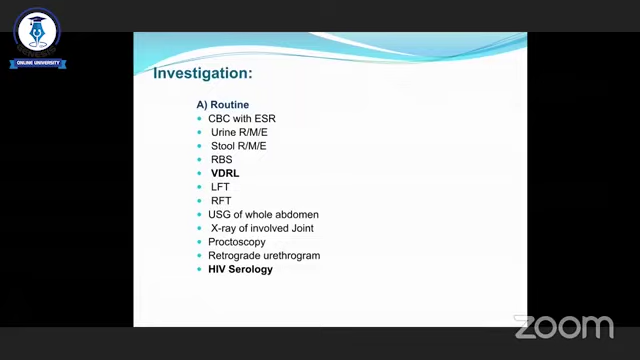 ONLINE UNIVERSITY
Investigation:
A) Routine
CBC with ESR
Urine R/M/E
Stool R/M/E
RBS
VDRL
LFT
RFT
USG of whole abdomen
X-ray of involved Joint
Proctoscopy
Retrograde urethrogram
HIV Serology
zoom